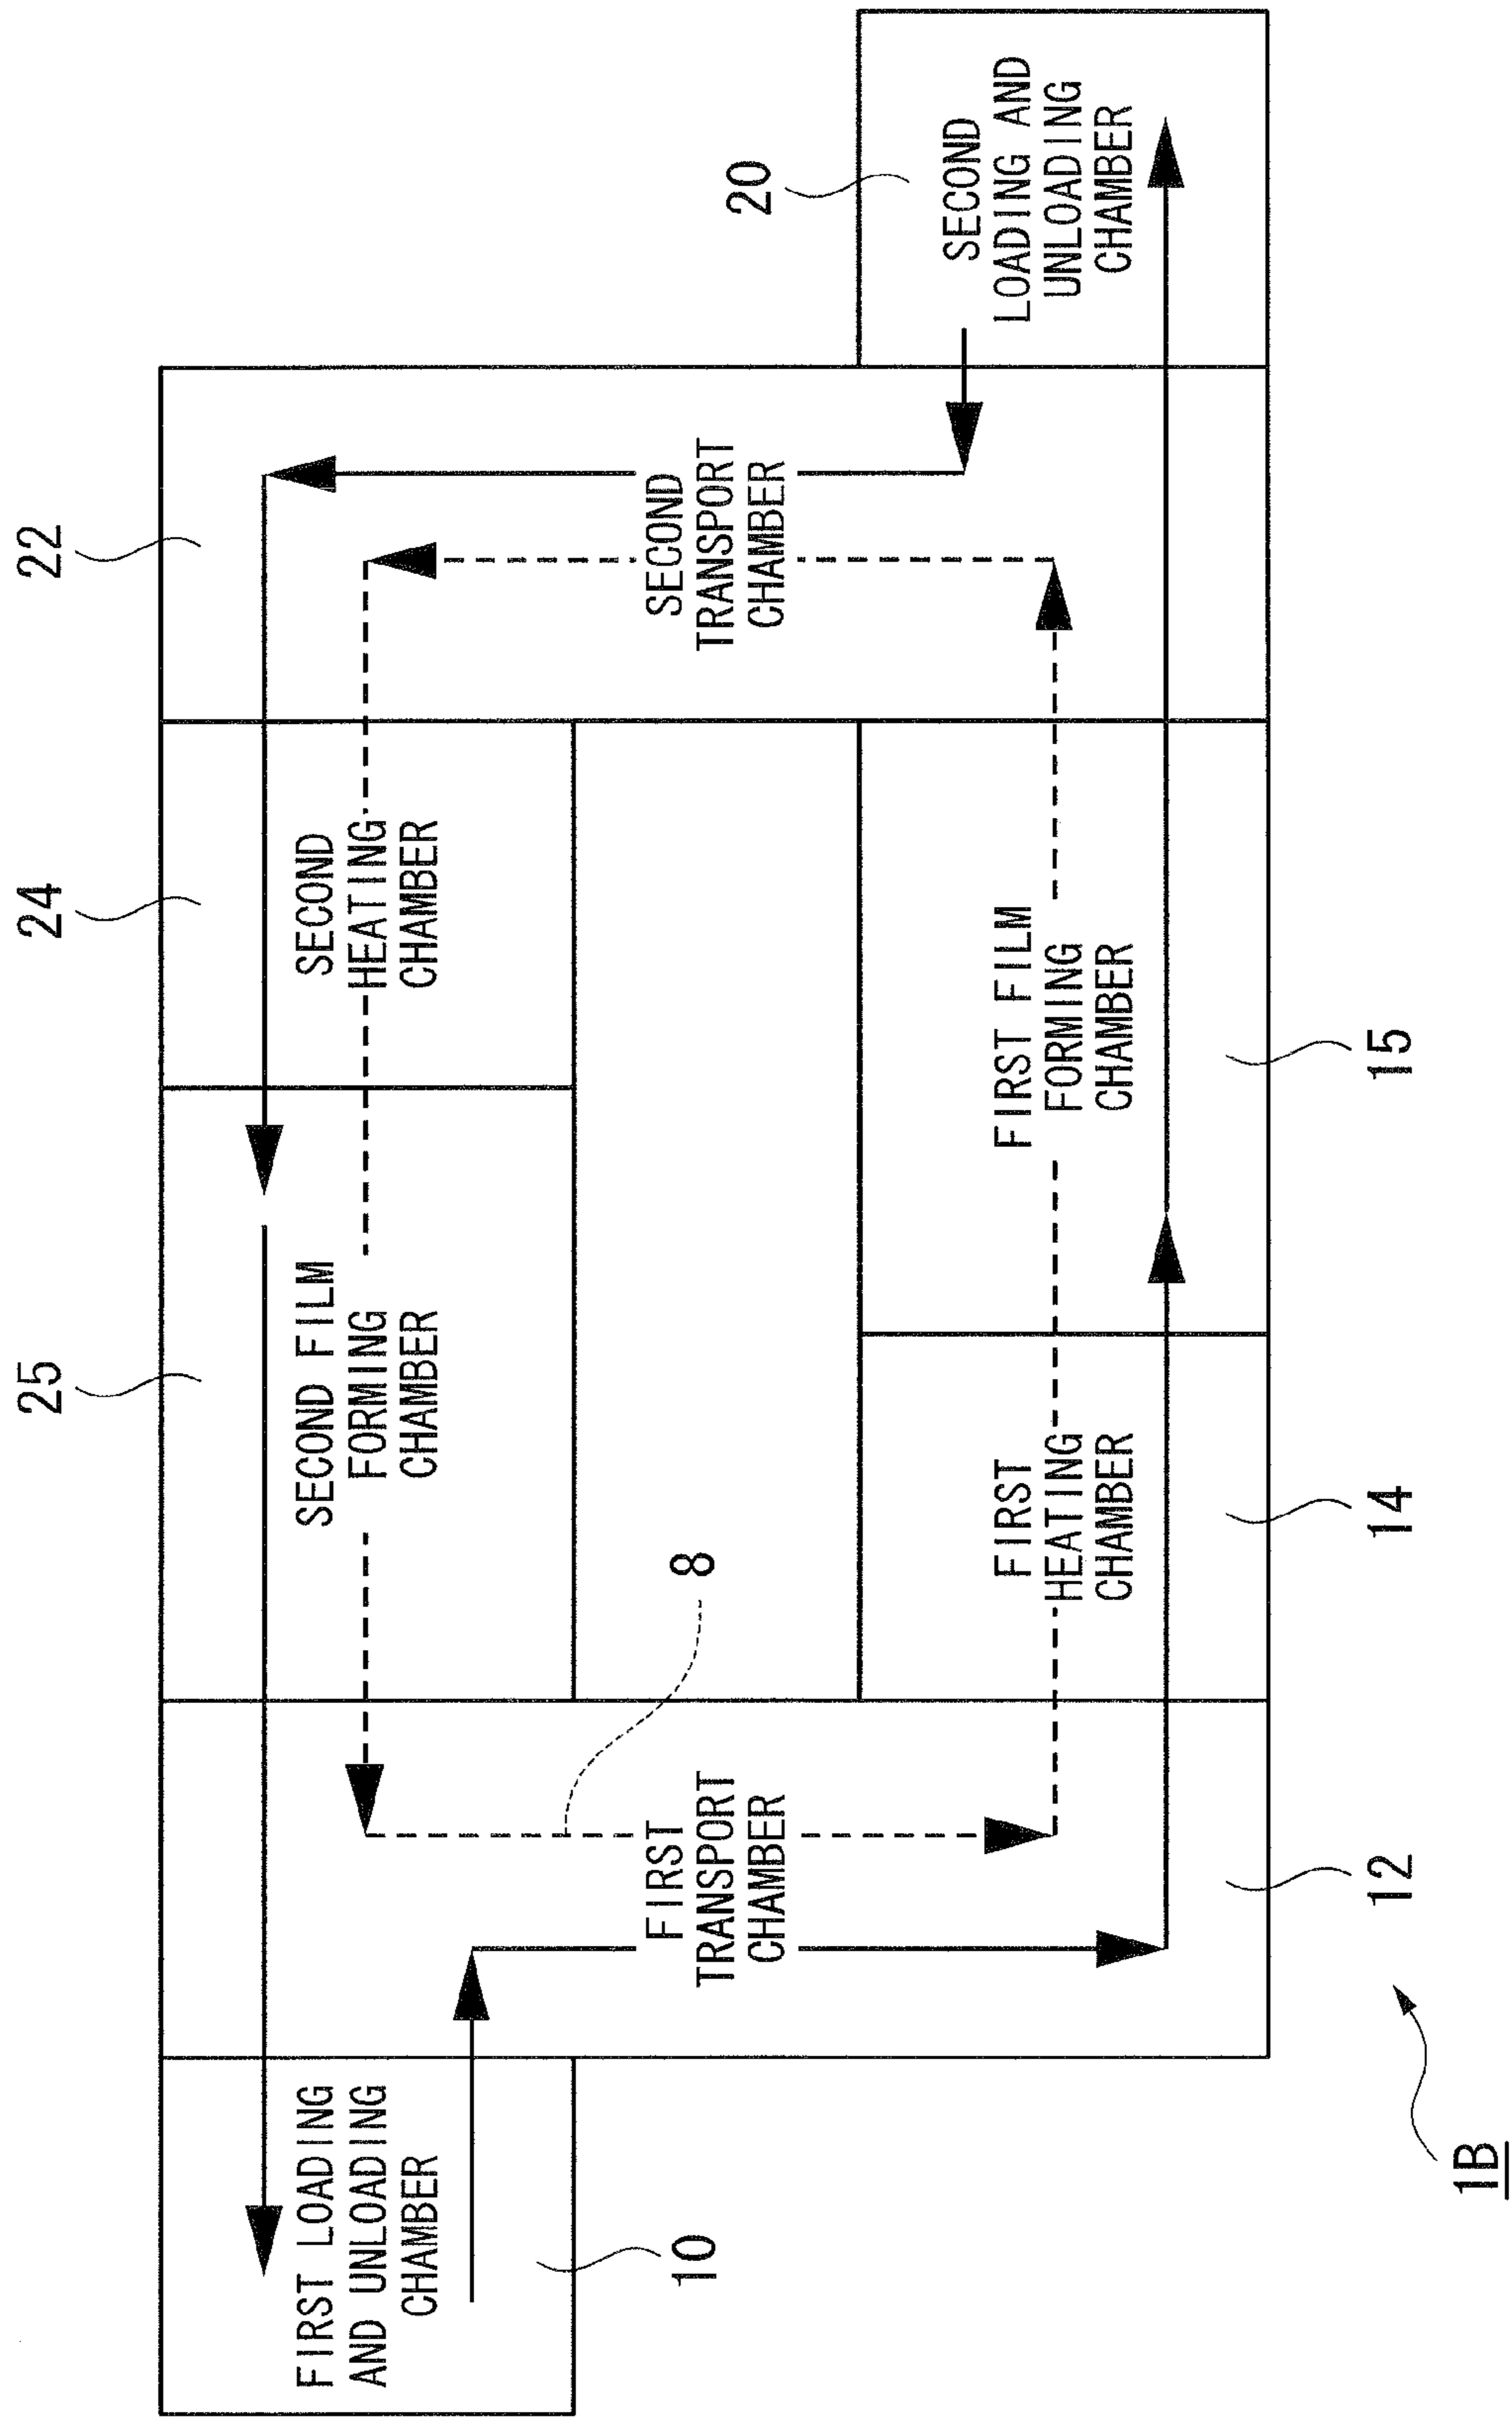 25
24
22
FIRST LOADING
AND UNLOADING
CHAMBER
SECOND FILM
FORMING
CHAMBER
SECOND
HEATING
CHAMBER
10
FIRST
TRANSPORT
CHAMBER
8
SECOND
TRANSPORT
CHAMBER
20
FIRST
HEATING
CHAMBER
FIRST FILM
FORMING
CHAMBER
SECOND
LOADING AND
UNLOADING
CHAMBER
12
14
15
1B